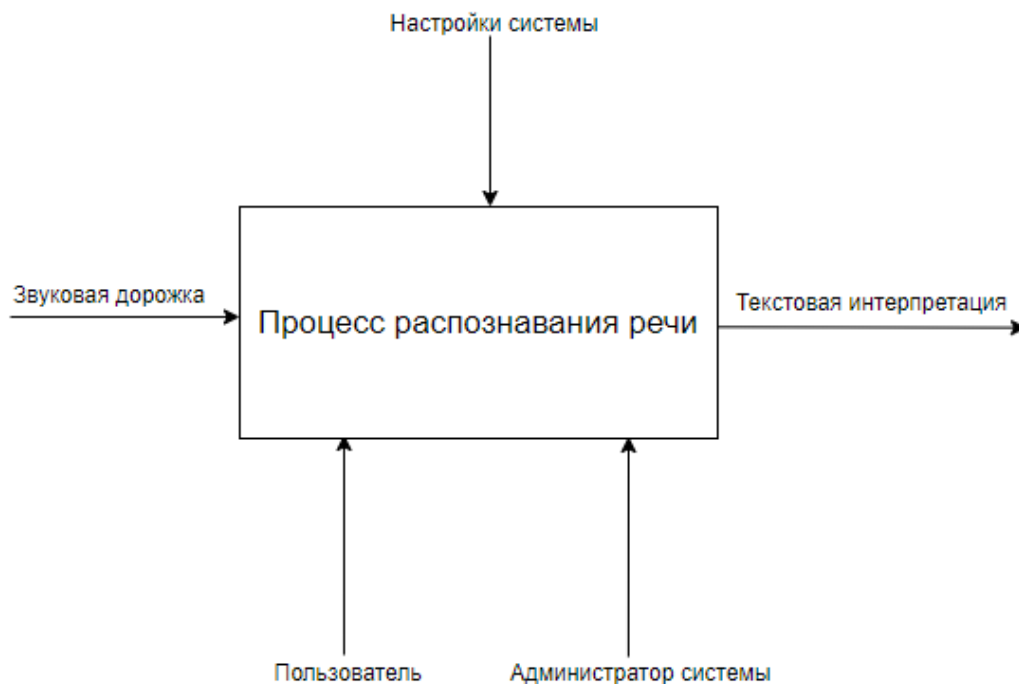 Настройки системы
Звуковая дорожка
Процесс распознавания речи
Текстовая интерпретация
Пользователь
Администратор системы